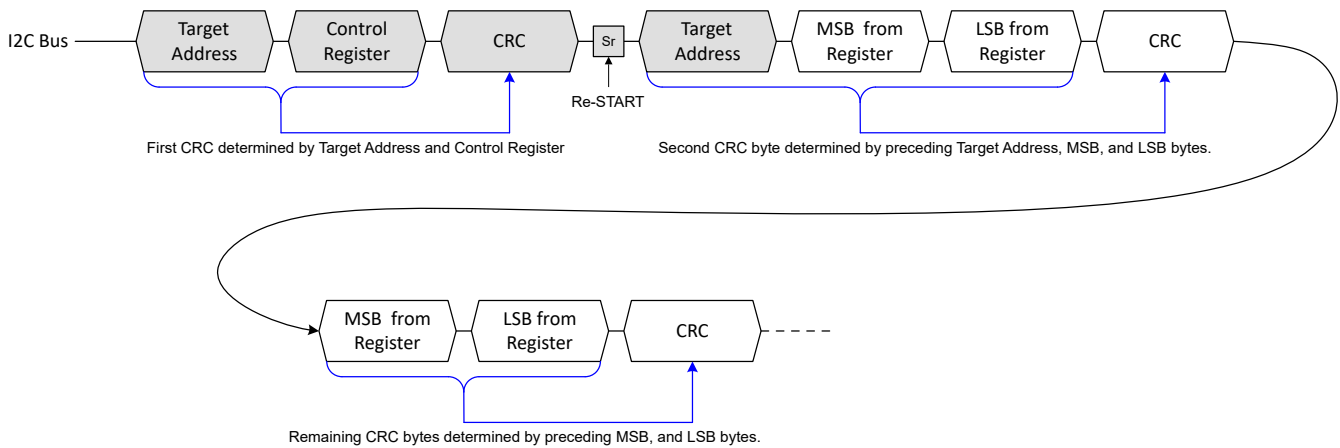 I2C Bus
Target
Address
Control
Register
CRC
Sr
Re-START
Target
Address
MSB from
Register
LSB from
Register
CRC
First CRC determined by Target Address and Control Register
Second CRC byte determined by preceding Target Address, MSB, and LSB bytes.
MSB from
Register
LSB from
Register
CRC
Remaining CRC bytes determined by preceding MSB, and LSB bytes.